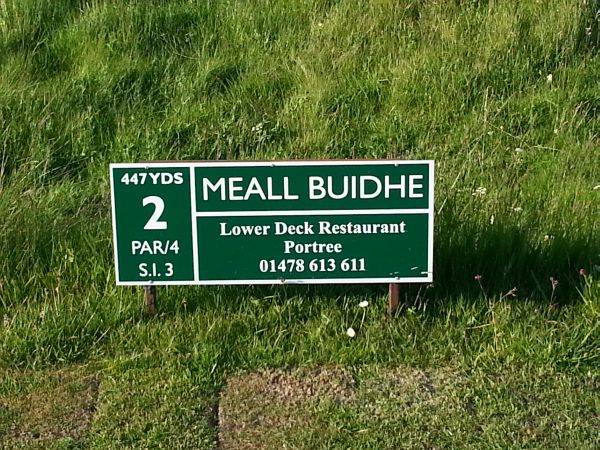 447YDS
2
PAR/4
S.I. 3
MEALL BUIDHE
Lower Deck Restaurant
Portree
01478 613 611